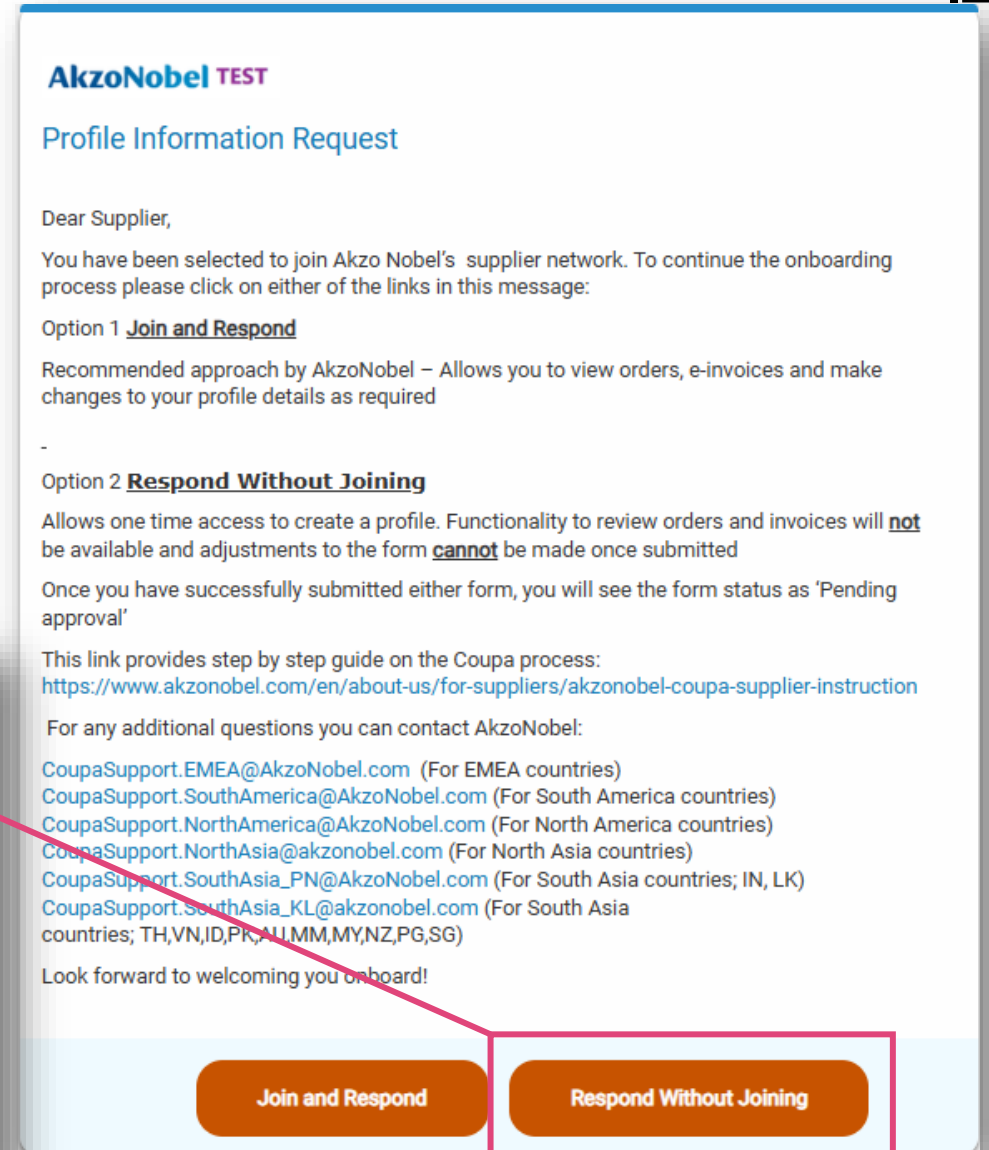 AkzoNobel TEST
Profile Information Request
Dear Supplier,
You have been selected to join Akzo Nobel's  supplier network. To continue the onboarding
process please click on either of the links in this message:
Option 1 Join and Respond
Recommended approach by AkzoNobel – Allows you to view orders, e-invoices and make
changes to your profile details as required
-
Option 2 Respond Without Joining
Allows one time access to create a profile. Functionality to review orders and invoices will not
be available and adjustments to the form cannot be made once submitted
Once you have successfully submitted either form, you will see the form status as 'Pending
approval'
This link provides step by step guide on the Coupa process:
https://www.akzonobel.com/en/about-us/for-suppliers/akzonobel-coupa-supplier-instruction
For any additional questions you can contact AkzoNobel:
CoupaSupport.EMEA@AkzoNobel.com  (For EMEA countries)
CoupaSupport.SouthAmerica@AkzoNobel.com (For South America countries)
CoupaSupport.NorthAmerica@AkzoNobel.com (For North America countries)
CoupaSupport.NorthAsia@akzonobel.com (For North Asia countries)
CoupaSupport.SouthAsia_PN@AkzoNobel.com (For South Asia countries; IN, LK)
CoupaSupport.SouthAsia_KL@akzonobel.com (For South Asia
countries; TH,VN,ID,PK,AU,MM,MY,NZ,PG,SG)
Look forward to welcoming you onboard!
Join and Respond
Respond Without Joining